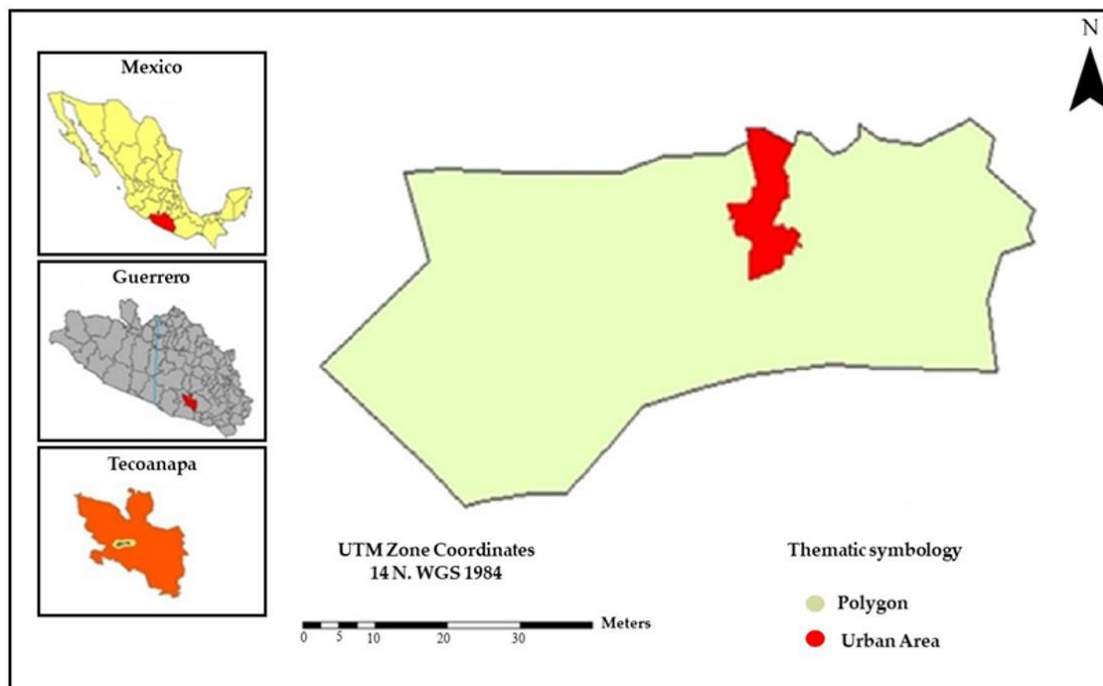 Mexico
Guerrero
Tecoanapa
N
UTM Zone Coordinates
14 N. WGS 1984
0 5 10 20 30 Meters
Thematic symbology
Polygon
Urban Area